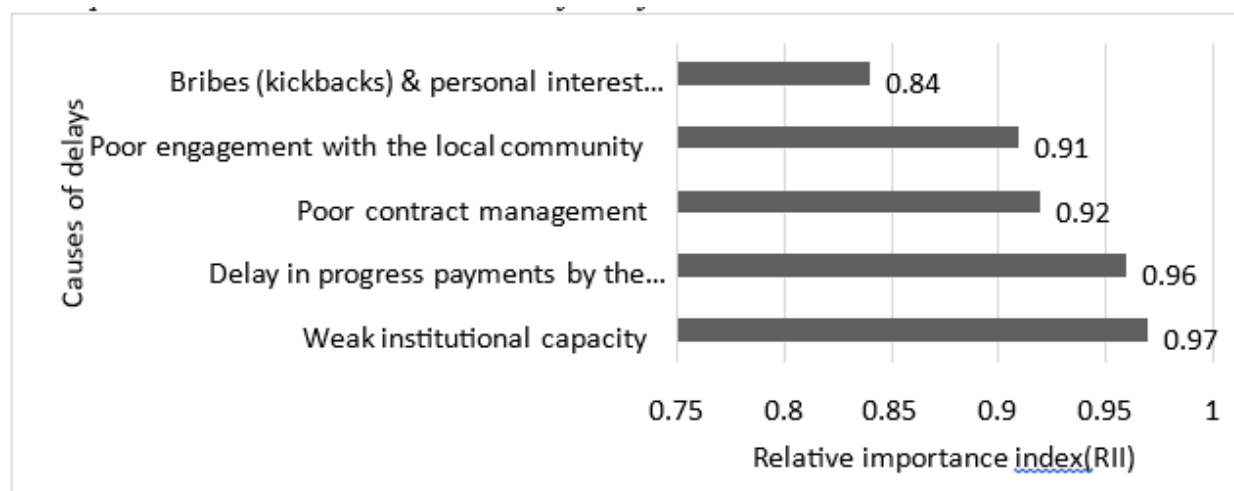 Bribes (kickbacks) & personal interest... 0.84
Poor engagement with the local community 0.91
Poor contract management 0.92
Delay in progress payments by the... 0.96
Weak institutional capacity 0.97
Causes of delays
0.75 0.8 0.85 0.9 0.95 1
Relative importance index(RII)